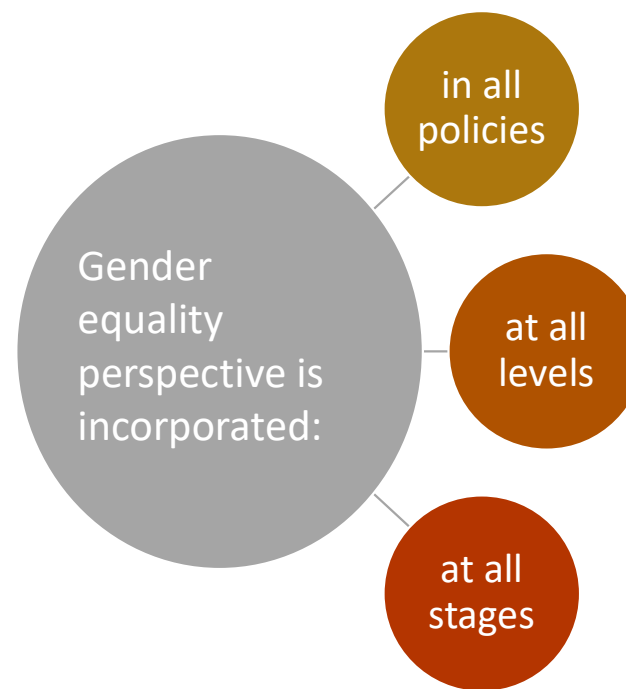 Gender
equality
perspective is
incorporated:
in all
policies
at all
levels
at all
stages